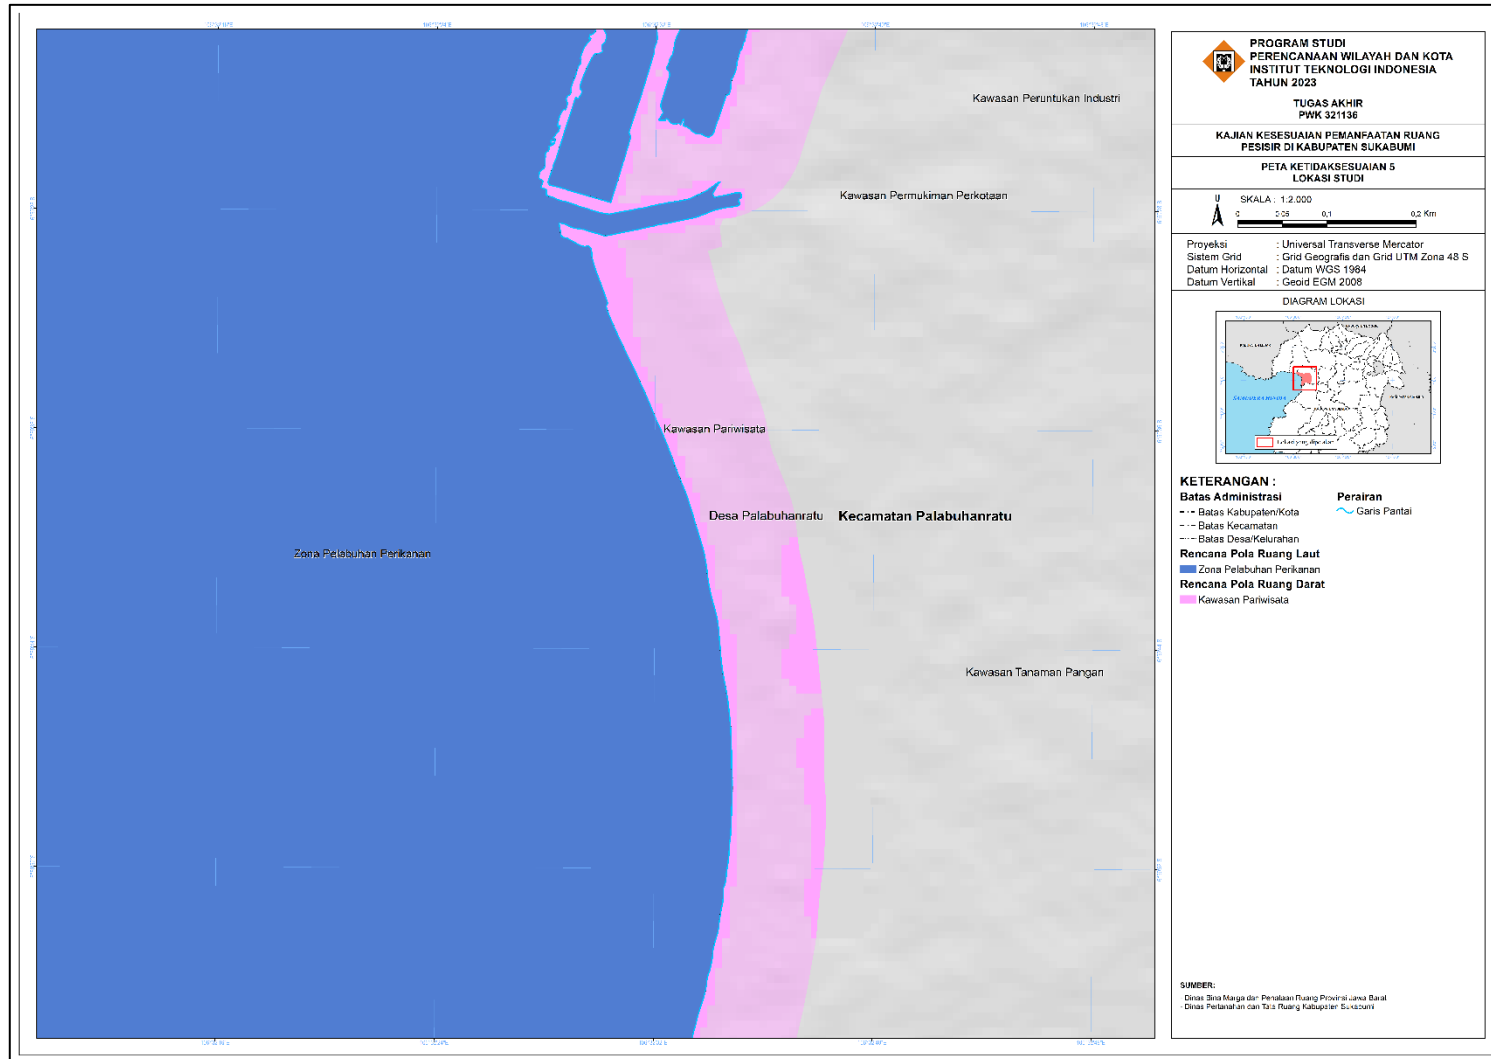 Kawasan Peruntukan Industri
Kawasan Permukiman Perkotaan
Kawasan Pariwisata
Desa Palabuhanratu
Kecamatan Palabuhanratu
Zona Pelabuhan Perikanan
Kawasan Tanaman Pangan
PROGRAM STUDI
PERENCANAAN WILAYAH DAN KOTA
INSTITUT TEKNOLOGI INDONESIA
TAHUN 2023
TUGAS AKHIR
PWK 321136
KAJIAN KESESUAIAN PEMANFAATAN RUANG
PESISIR DI KABUPATEN SUKABUMI
PETA KETIDAKSESUAIAN 5
LOKASI STUDI
U
SKALA : 1:2.000
0 0,05 0,1 0,2 Km
Proyeksi : Universal Transverse Mercator
Sistem Grid : Grid Geografis dan Grid UTM Zona 48 S
Datum Horizontal : Datum WGS 1984
Datum Vertikal : Geoid EGM 2008
DIAGRAM LOKASI
KETERANGAN :
Batas Administrasi
Batas Kabupaten/Kota
Batas Kecamatan
Batas Desa/Kelurahan
Perairan
Garis Pantai
Rencana Pola Ruang Laut
Zona Pelabuhan Perikanan
Rencana Pola Ruang Darat
Kawasan Pariwisata
SUMBER:
- Dinas Bina Marga dan Penataan Ruang Provinsi Jawa Barat
- Dinas Pertanahan dan Tata Ruang Kabupaten Sukabumi